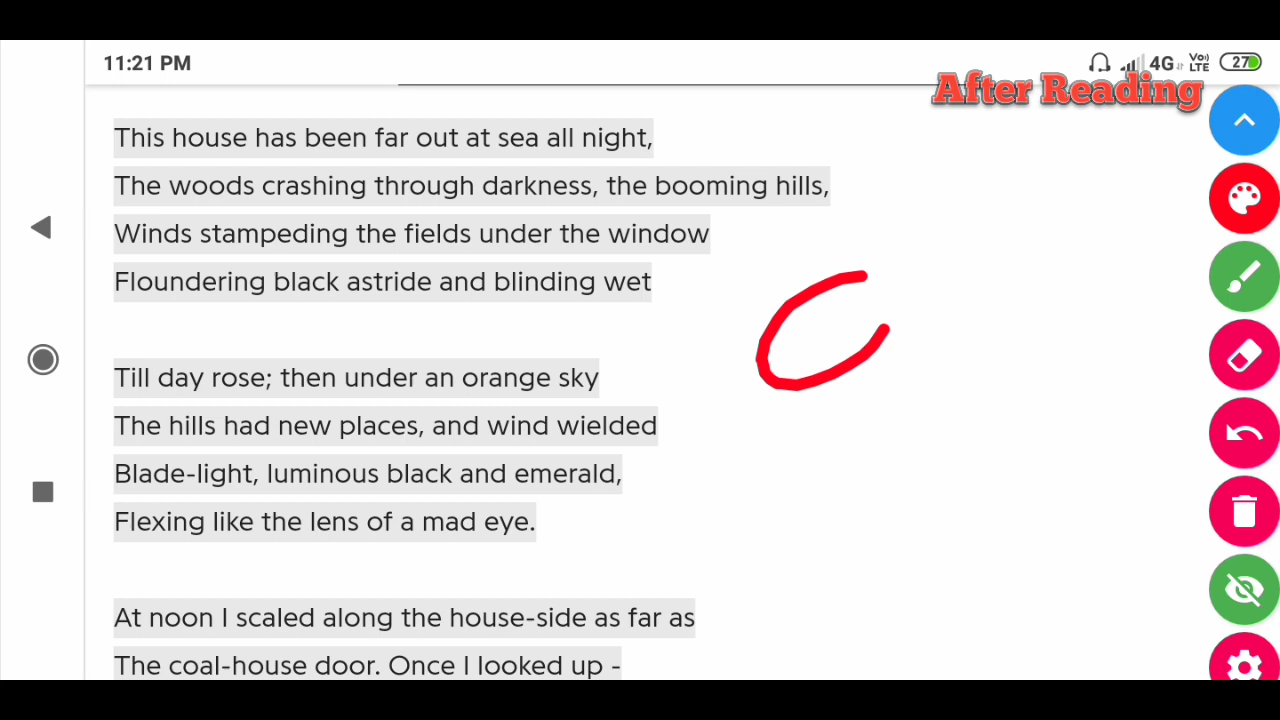 11:21 PM
4G
Vo)
LTE
27
After Reading
This house has been far out at sea all night,
The woods crashing through darkness, the booming hills,
Winds stampeding the fields under the window
Floundering black astride and blinding wet
Till day rose; then under an orange sky
The hills had new places, and wind wielded
Blade-light, luminous black and emerald,
Flexing like the lens of a mad eye.
At noon I scaled along the house-side as far as
The coal-house door. Once I looked up -